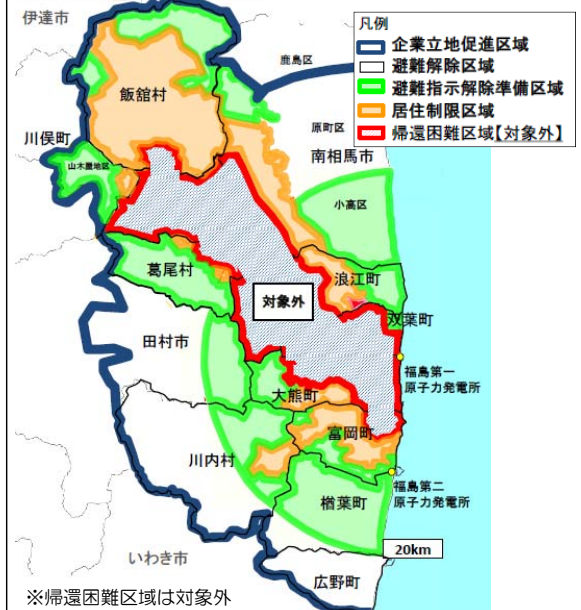 伊達市
凡例
企業立地促進区域
避難解除区域
避難指示解除準備区域
居住制限区域
帰還困難区域【対象外】
鹿島区
飯舘村
原町区
川俣町
南相馬市
山木屋地区
小高区
葛尾村
浪江町
対象外
双葉町
田村市
福島第一
原子力発電所
大熊町
富岡町
川内村
福島第二
原子力発電所
楢葉町
20km
いわき市
広野町
※帰還困難区域は対象外